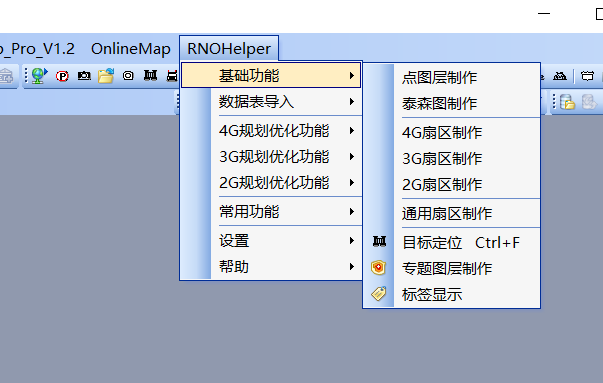 o_Pro_V1.2 OnlineMap RNOHelper
基础功能
数据表导入
4G规划优化功能
3G规划优化功能
2G规划优化功能
常用功能
设置
帮助
点图层制作
泰森图制作
4G扇区制作
3G扇区制作
2G扇区制作
通用扇区制作
目标定位 Ctrl+F
专题图层制作
标签显示